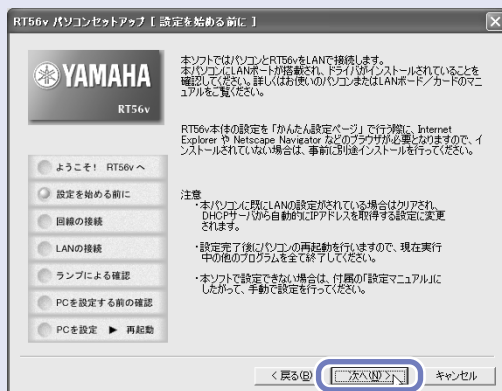 RT56v パソコンセットアップ [ 設定を始める前に ]
YAMAHA
RT56v
ようこそ! RT56v へ
設定を始める前に
回線の接続
LANの接続
ランプによる確認
PCを設定する前の確認
PCを設定 ▶ 再起動
本ソフトではパソコンとRT56vをLANで接続します。
本パソコンにLANポートが搭載され、ドライバがインストールされていることを
確認してください。詳しくはお使いのパソコンまたはLANボード/カードのマニ
ュアルをご覧ください。
RT56v本体の設定を「かんたん設定ページ」で行う際に、Internet
Explorer や Netscape Navigator などのブラウザが必要となりますので、イ
ンストールされていない場合は、事前に別途インストールを行ってください。
注意
・本パソコンに既にLANの設定がされている場合はクリアされ、
DHCPサーバから自動的にIPアドレスを取得する設定に変更
されます。
・設定完了後にパソコンの再起動を行いますので、現在実行
中の他のプログラムを全て終了してください。
・本ソフトで設定できない場合は、付属の「設定マニュアル」に
したがって、手動で設定を行ってください。
< 戻る(B)
次へ(N) >
キャンセル